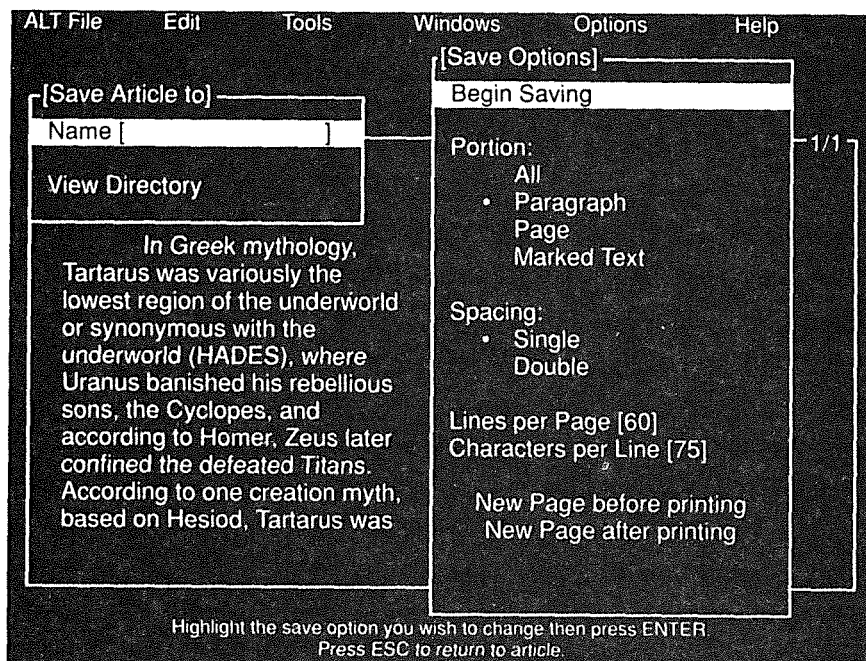 ALT File Edit Tools Windows Options Help
[Save Article to]
Name [ ]
View Directory
[Save Options]
Begin Saving
Portion:
All
• Paragraph
Page
Marked Text
Spacing:
• Single
Double
Lines per Page [60]
Characters per Line [75]
New Page before printing
New Page after printing
1/1
In Greek mythology,
Tartarus was variously the
lowest region of the underworld
or synonymous with the
underworld (HADES), where
Uranus banished his rebellious
sons, the Cyclopes, and
according to Homer, Zeus later
confined the defeated Titans.
According to one creation myth,
based on Hesiod, Tartarus was
Highlight the save option you wish to change then press ENTER.
Press ESC to return to article.